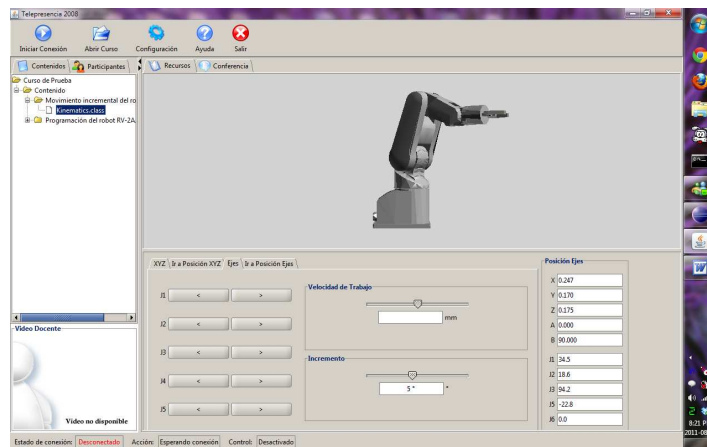 Telepresencia 2008
Iniciar Conexión Abrir Curso Configuración Ayuda Salir
Contenidos Participantes Recursos Conferencia
Curso de Prueba
Contenido
Movimiento incremental del ro
Kinematics.class
Programación del robot RV-2A
XYZ Ir a Posición XYZ Ejes Ir a Posición Ejes
J1 < >
J2 < >
J3 < >
J4 < >
J5 < >
Velocidad de Trabajo
mm
Incremento
5 °
°
Posición Ejes
X 0.247
Y 0.170
Z 0.175
A 0.000
B 90.000
J1 34.5
J2 18.6
J3 94.2
J5 -22.8
J6 0.0
Video Docente
Video no disponible
Estado de conexión: Desconectado Acción: Esperando conexión Control: Desactivado
8:21 P
2011-08